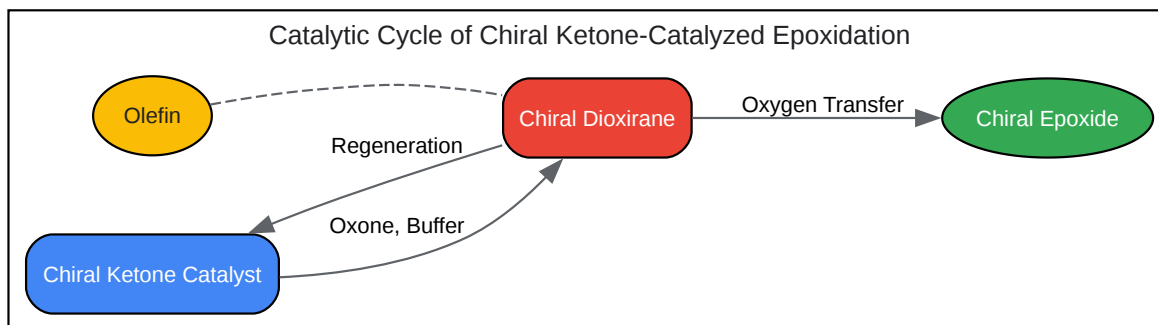 Catalytic Cycle of Chiral Ketone-Catalyzed Epoxidation
Olefin
Chiral Dioxirane
Oxygen Transfer
Chiral Epoxide
Regeneration
Oxone, Buffer
Chiral Ketone Catalyst